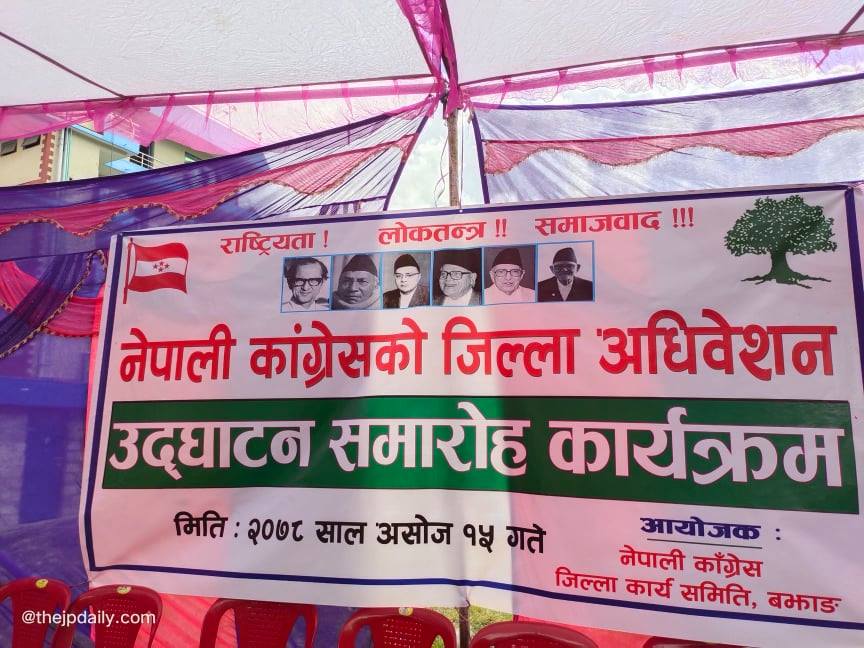 राष्ट्रियता ! लोकतन्त्र !! समाजवाद !!!
नेपाली कांग्रेसको जिल्ला अधिवेशन
उद्घाटन समारोह कार्यक्रम
मिति : २०७८ साल असोज १५ गते
आयोजक :
नेपाली काँग्रेस
जिल्ला कार्य समिति, बझाङ
@thejpdaily.com